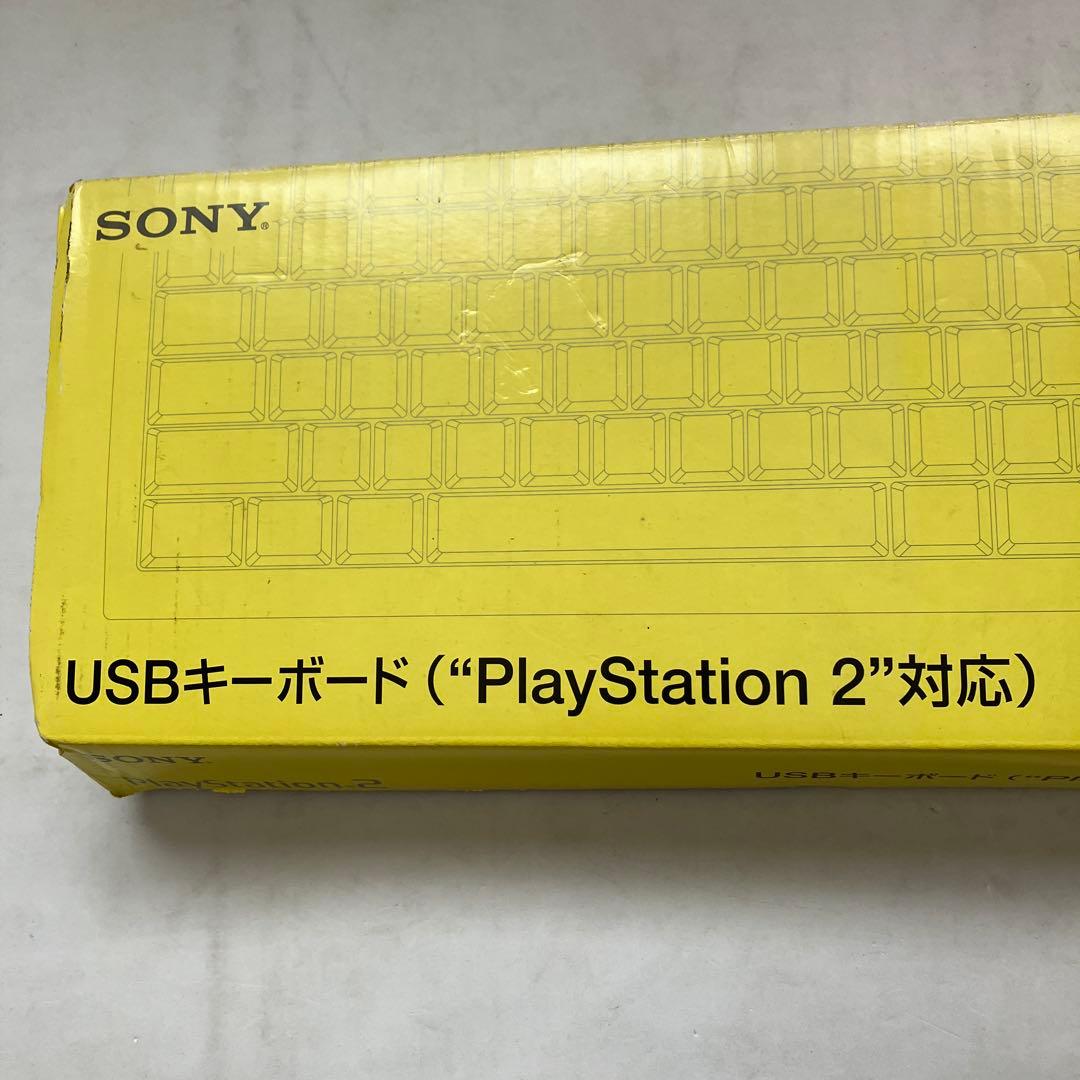 SONY®
USBキーボード（“PlayStation 2”対応）
SONY
PlayStation 2
USBキーボード（“Pl